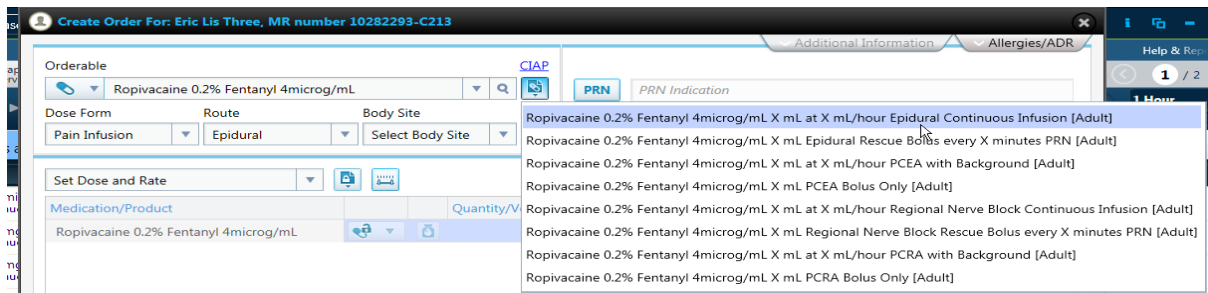 Create Order For: Eric Lis Three, MR number 10282293-C213
Additional Information
Allergies/ADR
Help & Rep
1 / 2
1 Hour
Orderable
CIAP
Ropivacaine 0.2% Fentanyl 4microg/mL
PRN
PRN Indication
Dose Form
Route
Body Site
Pain Infusion
Epidural
Select Body Site
Set Dose and Rate
Medication/Product
Quantity/V
Ropivacaine 0.2% Fentanyl 4microg/mL
Ropivacaine 0.2% Fentanyl 4microg/mL X mL at X mL/hour Epidural Continuous Infusion [Adult]
Ropivacaine 0.2% Fentanyl 4microg/mL X mL Epidural Rescue Bolus every X minutes PRN [Adult]
Ropivacaine 0.2% Fentanyl 4microg/mL X mL at X mL/hour PCEA with Background [Adult]
Ropivacaine 0.2% Fentanyl 4microg/mL X mL PCEA Bolus Only [Adult]
Ropivacaine 0.2% Fentanyl 4microg/mL X mL at X mL/hour Regional Nerve Block Continuous Infusion [Adult]
Ropivacaine 0.2% Fentanyl 4microg/mL X mL Regional Nerve Block Rescue Bolus every X minutes PRN [Adult]
Ropivacaine 0.2% Fentanyl 4microg/mL X mL at X mL/hour PCRA with Background [Adult]
Ropivacaine 0.2% Fentanyl 4microg/mL X mL PCRA Bolus Only [Adult]